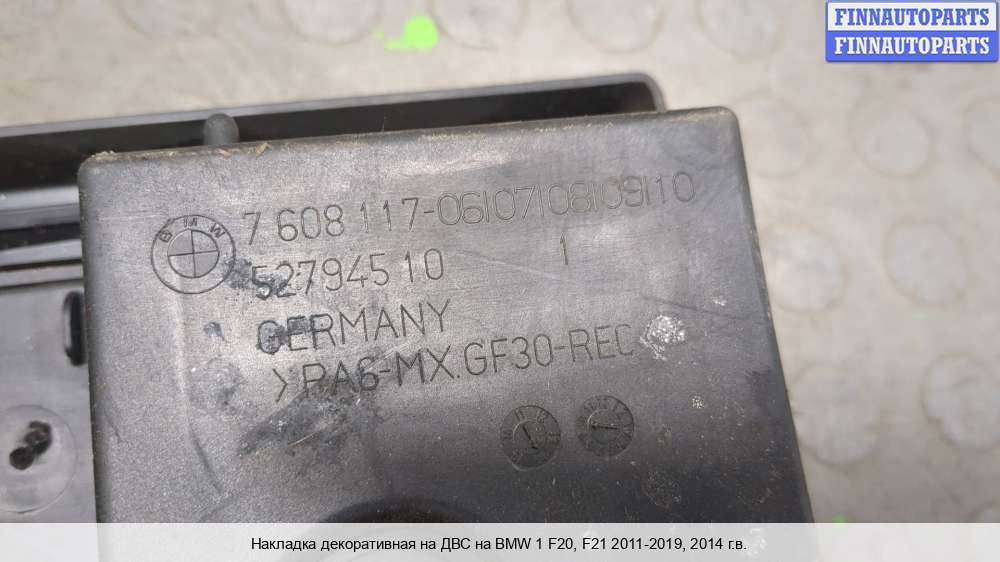 FINNAUTOPARTS
FINNAUTOPARTS
BMW
7 608 117-06|07|08|09|10
52794510 1
GERMANY
>PA6-MX.GF30-REC
Накладка декоративная на ДВС на BMW 1 F20, F21 2011-2019, 2014 г.в.